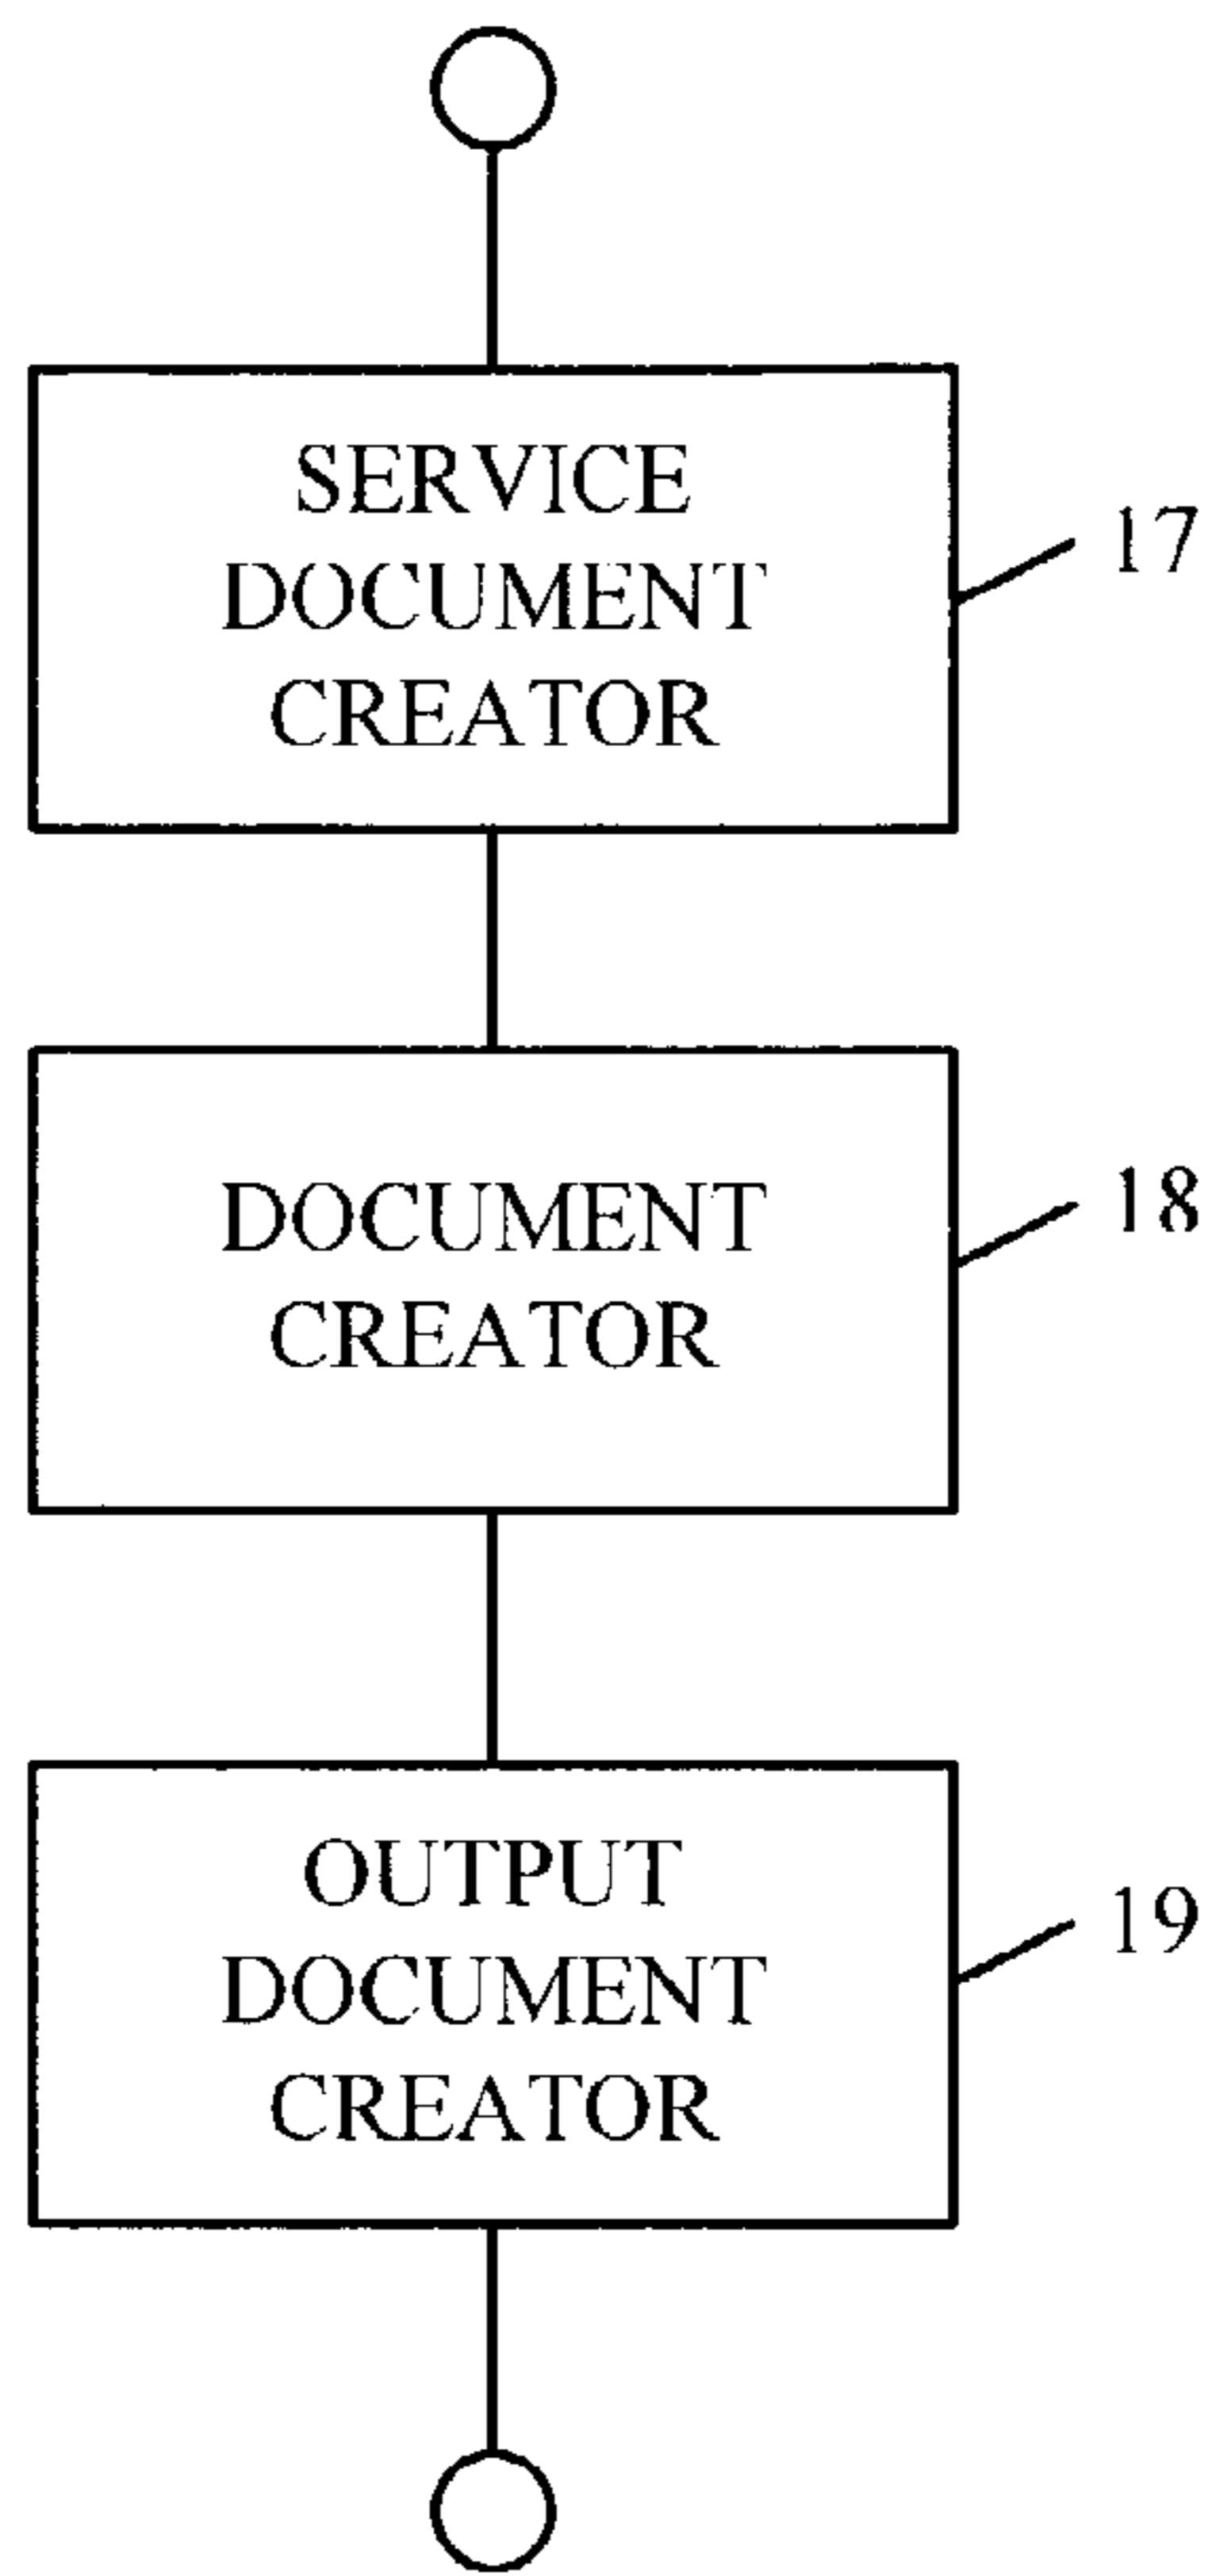 SERVICE
DOCUMENT
CREATOR
17
DOCUMENT
CREATOR
18
OUTPUT
DOCUMENT
CREATOR
19